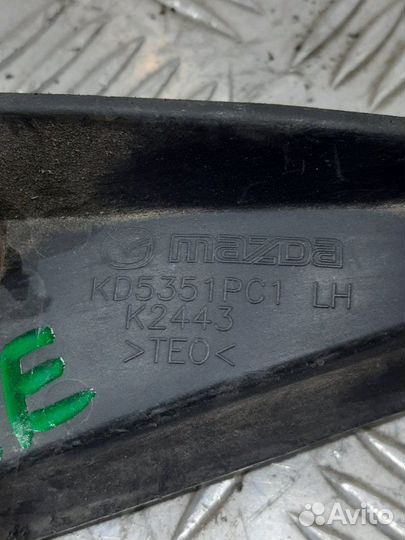 mazda
KD5351PC1 LH
K2443
>TEO<
E
Avito